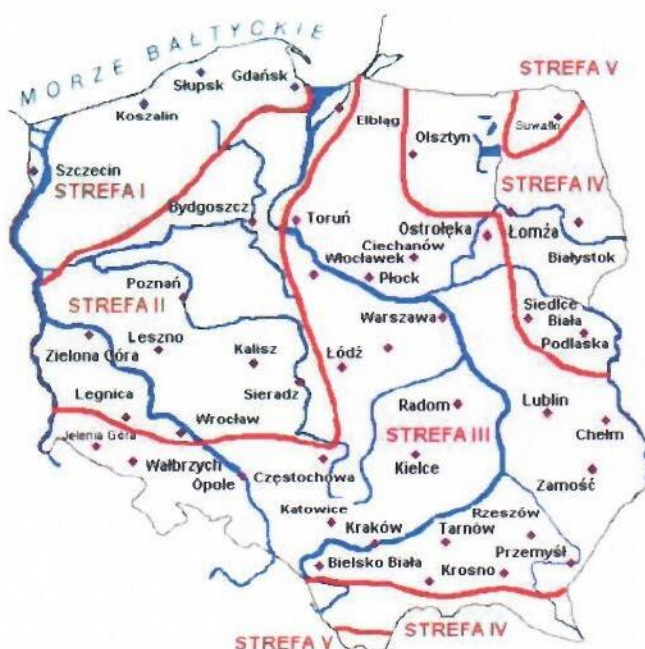 MORZE BAŁTYCKIE
STREFA V
Gdańsk
Słupsk
Koszalin
Elbląg
Suwałki
Olsztyn
Szczecin
STREFA I
STREFA IV
Bydgoszcz
Toruń
Ostrołęka
Łomża
Ciechanów
Włocławek
Białystok
Płock
Poznań
STREFA II
Siedlce
Warszawa
Biała
Podlaska
Leszno
Zielona Góra
Kalisz
Łódź
Sieradz
Legnica
Radom
Lublin
Wrocław
STREFA III
Chełm
Jelenia Góra
Kielce
Wałbrzych
Opole
Częstochowa
Zamość
Katowice
Rzeszów
Kraków
Tarnów
Przemyśl
Bielsko Biała
Krosno
STREFA IV
STREFA V